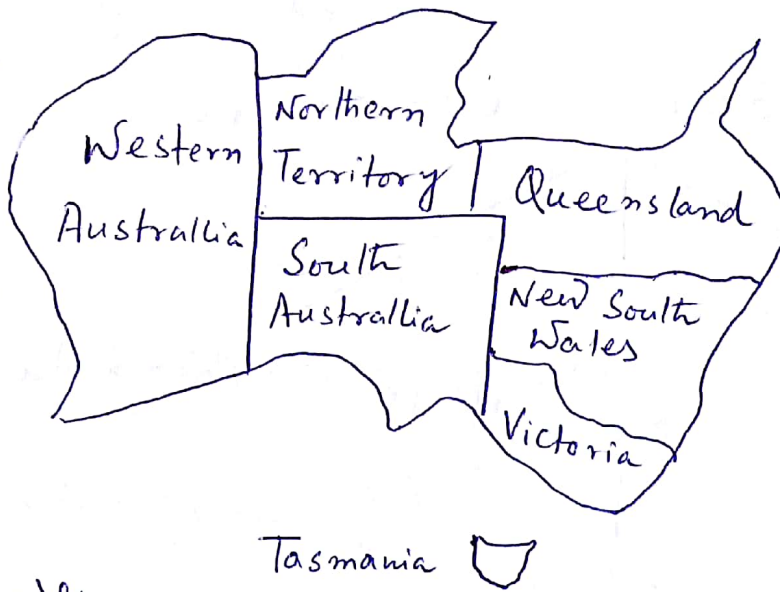 Northern
Western
Territory
Queensland
Australlia
South
Australlia
New South
Wales
Victoria
Tasmania